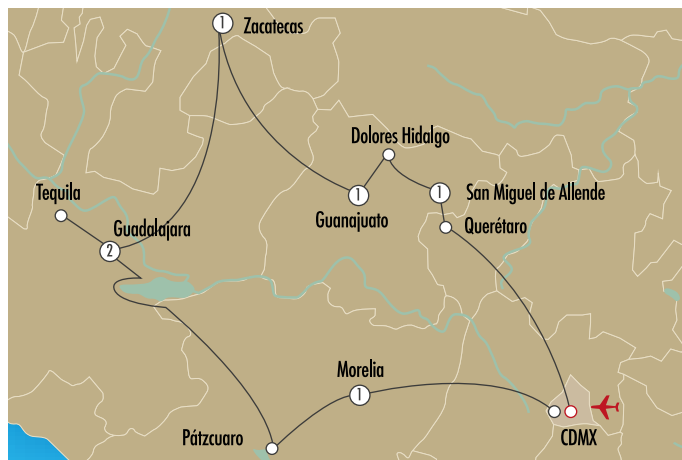 1
Zacatecas
Dolores Hidalgo
Tequila
1
Guanajuato
1
San Miguel de Allende
Querétaro
Guadalajara
2
Morelia
1
Pátzcuaro
CDMX